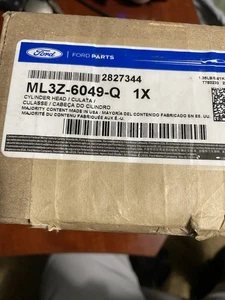 Ford FORD PARTS
2827344
ML3Z-6049-Q 1X
CYLINDER HEAD / CULATA /
CULASSE / CABEÇA DO CILINDRO
MAJORITY CONTENT MADE IN USA - MAYORÍA DEL CONTENIDO FABRICADO EN EE. UU.
MAJORITÉ DU CONTENU FABRIQUÉ AUX É.-U.